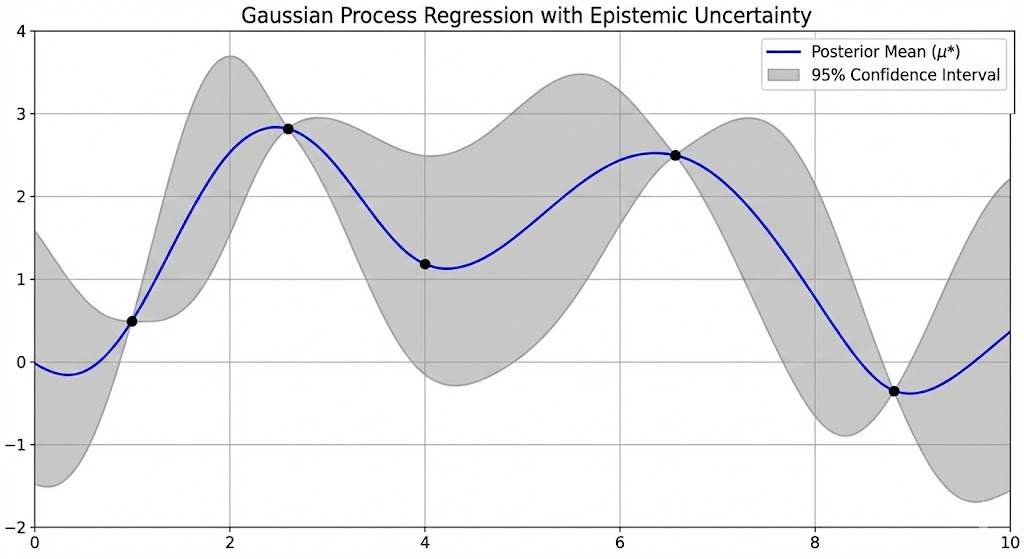 Gaussian Process Regression with Epistemic Uncertainty
Posterior Mean (μ*)
95% Confidence Interval
4
3
2
1
0
−1
−2
0 2 4 6 8 10